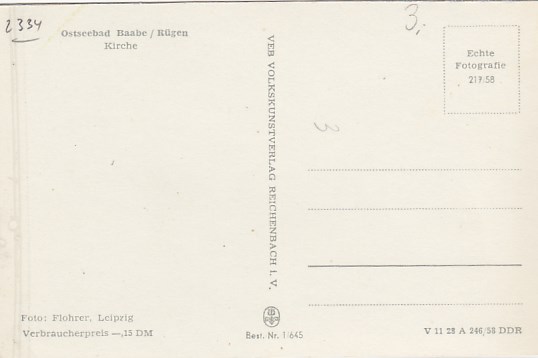 2334
3,
Ostseebad Baabe / Rügen
Kirche
VEB VOLKSKUNSTVERLAG REICHENBACH i. V.
Echte
Fotografie
217/58
3
Foto: Flohrer, Leipzig
Verbraucherpreis —,15 DM
Best. Nr. 1/645
V 11 28 A 246/58 DDR